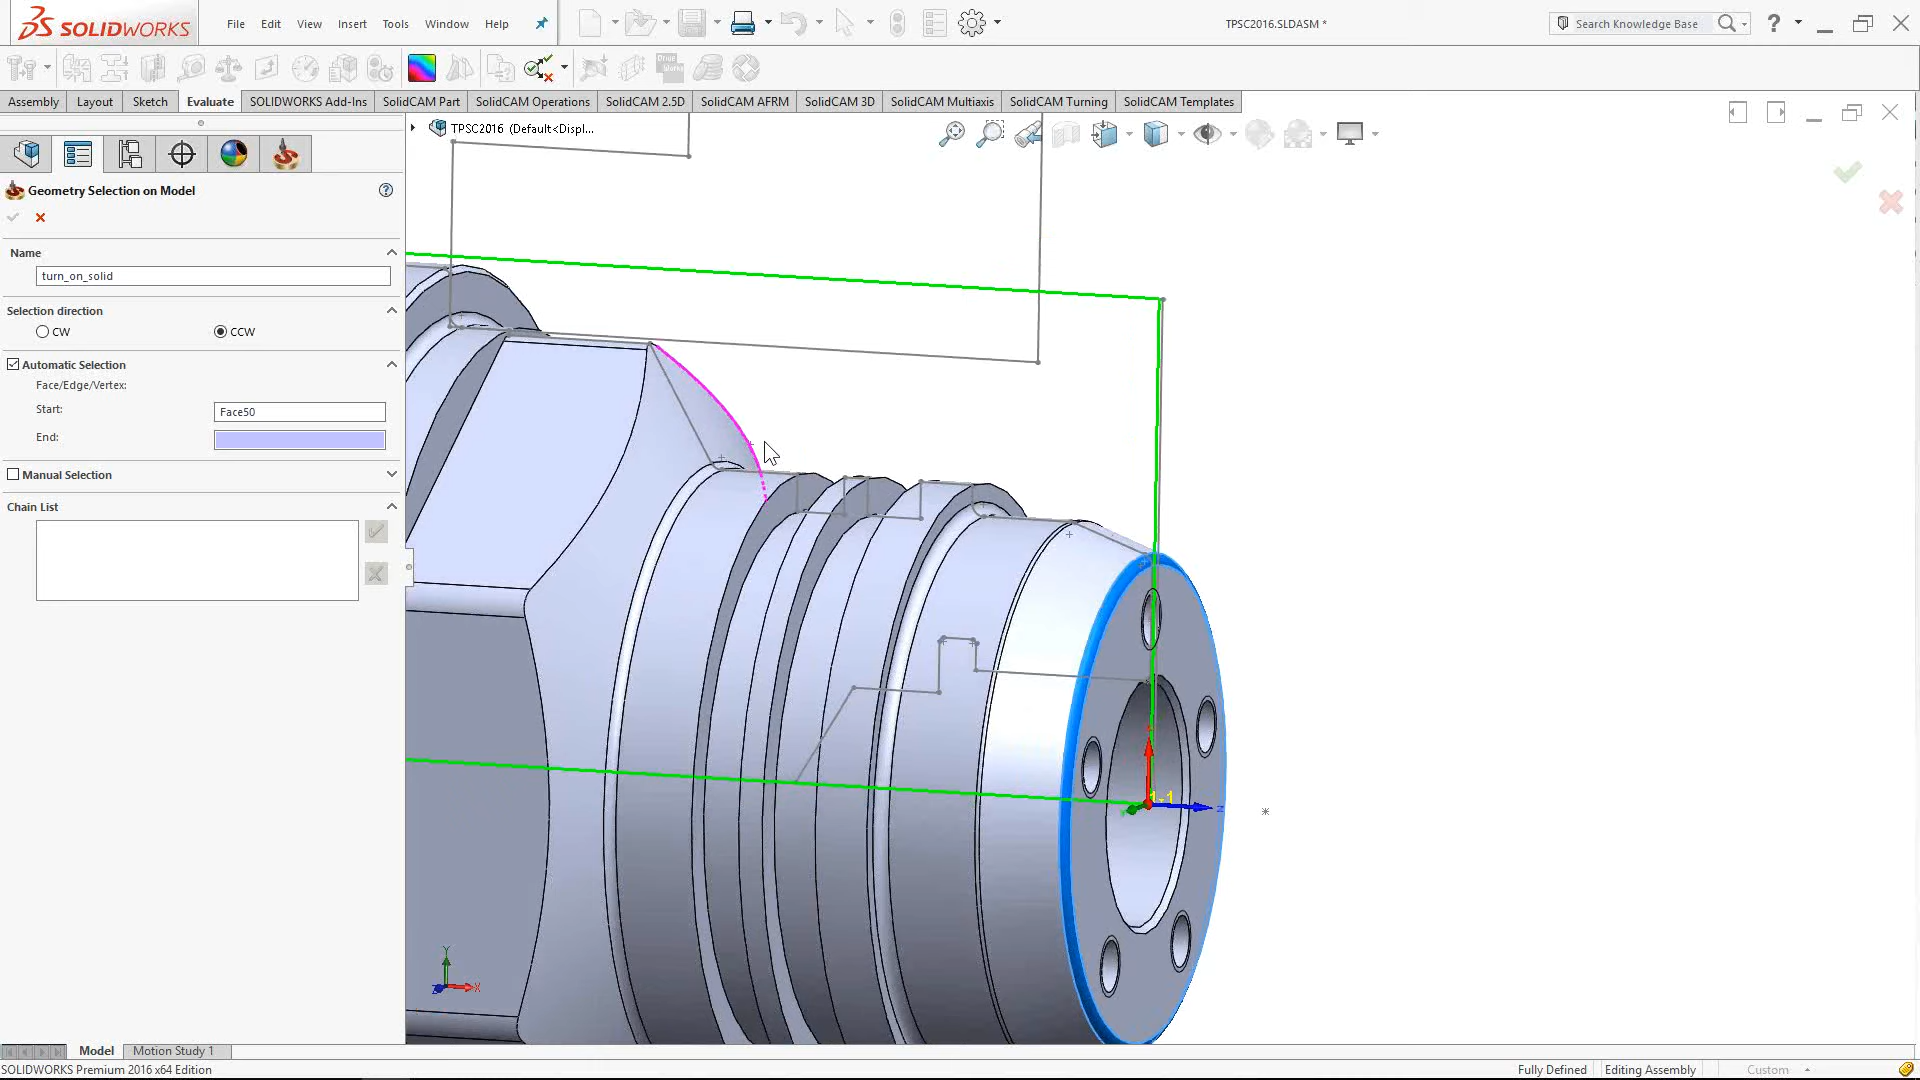 SOLIDWORKS
File Edit View Insert Tools Window Help
TPSC2016.SLDASM *
Search Knowledge Base
Assembly Layout Sketch Evaluate SOLIDWORKS Add-Ins SolidCAM Part SolidCAM Operations SolidCAM 2.5D SolidCAM AFRM SolidCAM 3D SolidCAM Multiaxis SolidCAM Turning SolidCAM Templates
TPSC2016 (Default<Displ...
Geometry Selection on Model
Name
turn_on_solid
Selection direction
CW
CCW
Automatic Selection
Face/Edge/Vertex:
Start:
Face50
End:
Manual Selection
Chain List
1-1
Z
Y
X
Z
Model
Motion Study 1
SOLIDWORKS Premium 2016 x64 Edition
Fully Defined
Editing Assembly
Custom